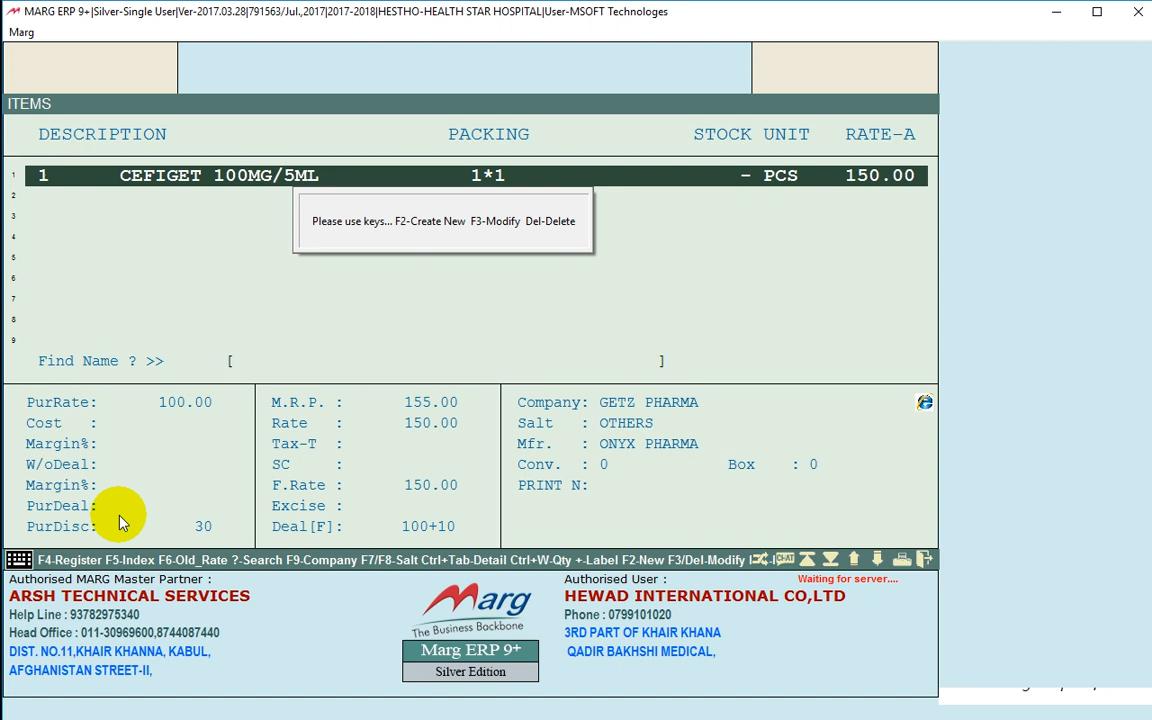 MARG ERP 9+|Silver-Single User|Ver-2017.03.28|791563/Jul.,2017|2017-2018|HESTHO-HEALTH STAR HOSPITAL|User-MSOFT Technologes
Marg
ITEMS
DESCRIPTION PACKING STOCK UNIT RATE-A
1 1 CEFIGET 100MG/5ML 1*1 - PCS 150.00
2
3
Please use keys... F2-Create New F3-Modify Del-Delete
4
5
6
7
8
9
Find Name ? >> [ ]
PurRate: 100.00 M.R.P. : 155.00 Company: GETZ PHARMA
Cost : Rate : 150.00 Salt : OTHERS
Margin%: Tax-T : Mfr. : ONYX PHARMA
W/oDeal: SC : Conv. : 0 Box : 0
Margin%: F.Rate : 150.00 PRINT N:
PurDeal: Excise :
PurDisc: 30 Deal[F]: 100+10
F4-Register F5-Index F6-Old_Rate ?-Search F9-Company F7/F8-Salt Ctrl+Tab-Detail Ctrl+W-Qty +-Label F2-New F3/Del-Modify CHAT
Authorised MARG Master Partner :
ARSH TECHNICAL SERVICES
Help Line : 93782975340
Head Office : 011-30969600,8744087440
DIST. NO.11,KHAIR KHANNA, KABUL,
AFGHANISTAN STREET-II,
Marg
The Business Backbone
Marg ERP 9+
Silver Edition
Authorised User :
Waiting for server....
HEWAD INTERNATIONAL CO,LTD
Phone : 0799101020
3RD PART OF KHAIR KHANA
QADIR BAKHSHI MEDICAL,